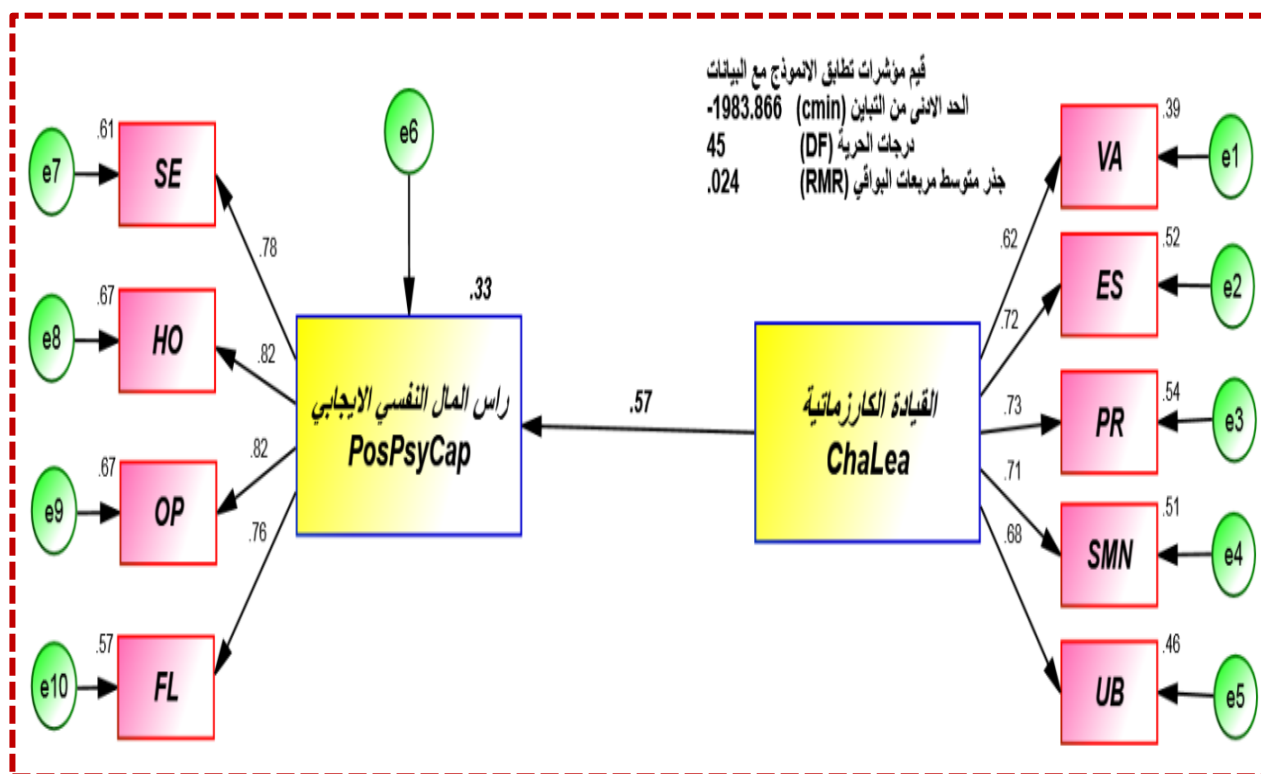 قيم مؤشرات تطابق الانموذج مع البيانات
الحد الادنى من التباين (cmin) -1983.866
درجات الحرية (DF) 45
جذر متوسط مربعات البواقي (RMR) .024
e7
.61
SE
.78
e8
.67
HO
.82
e9
.67
OP
.82
e10
.57
FL
.76
e6
.33
راس المال النفسي الايجابي
PosPsyCap
.57
القيادة الكارزماتية
ChaLea
.62
VA
.39
e1
.72
ES
.52
e2
.73
PR
.54
e3
.71
SMN
.51
e4
.68
UB
.46
e5